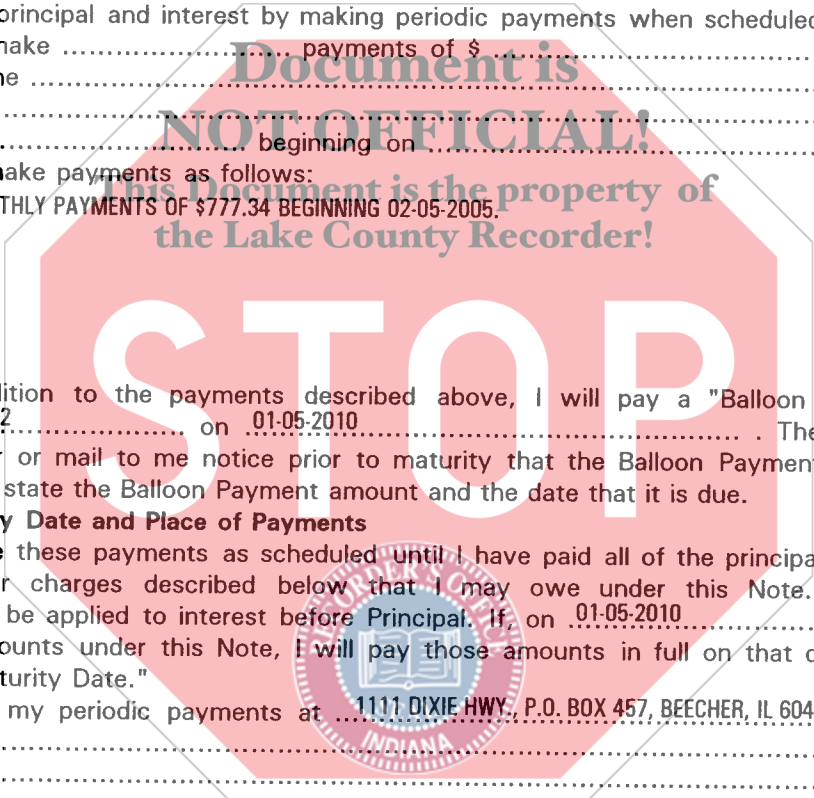 principal and interest by making periodic payments when scheduled
make ........................ payments of $ ........................
........................
........................
........................ beginning on ........................
make payments as follows:
THLY PAYMENTS OF $777.34 BEGINNING 02-05-2005.
Document is
NOT OFFICIAL!
This Document is the property of
the Lake County Recorder!
STOP
lition to the payments described above, I will pay a "Balloon
2 ........................ on 01-05-2010 ........................ . The
r or mail to me notice prior to maturity that the Balloon Payment
state the Balloon Payment amount and the date that it is due.
y Date and Place of Payments
e these payments as scheduled until I have paid all of the principa
r charges described below that I may owe under this Note.
be applied to interest before Principal. If, on 01-05-2010 ........................
ounts under this Note, I will pay those amounts in full on that d
turity Date."
my periodic payments at 1111 DIXIE HWY., P.O. BOX 457, BEECHER, IL 604
........................
........................
RECORDER'S OFFICE
INDIANA